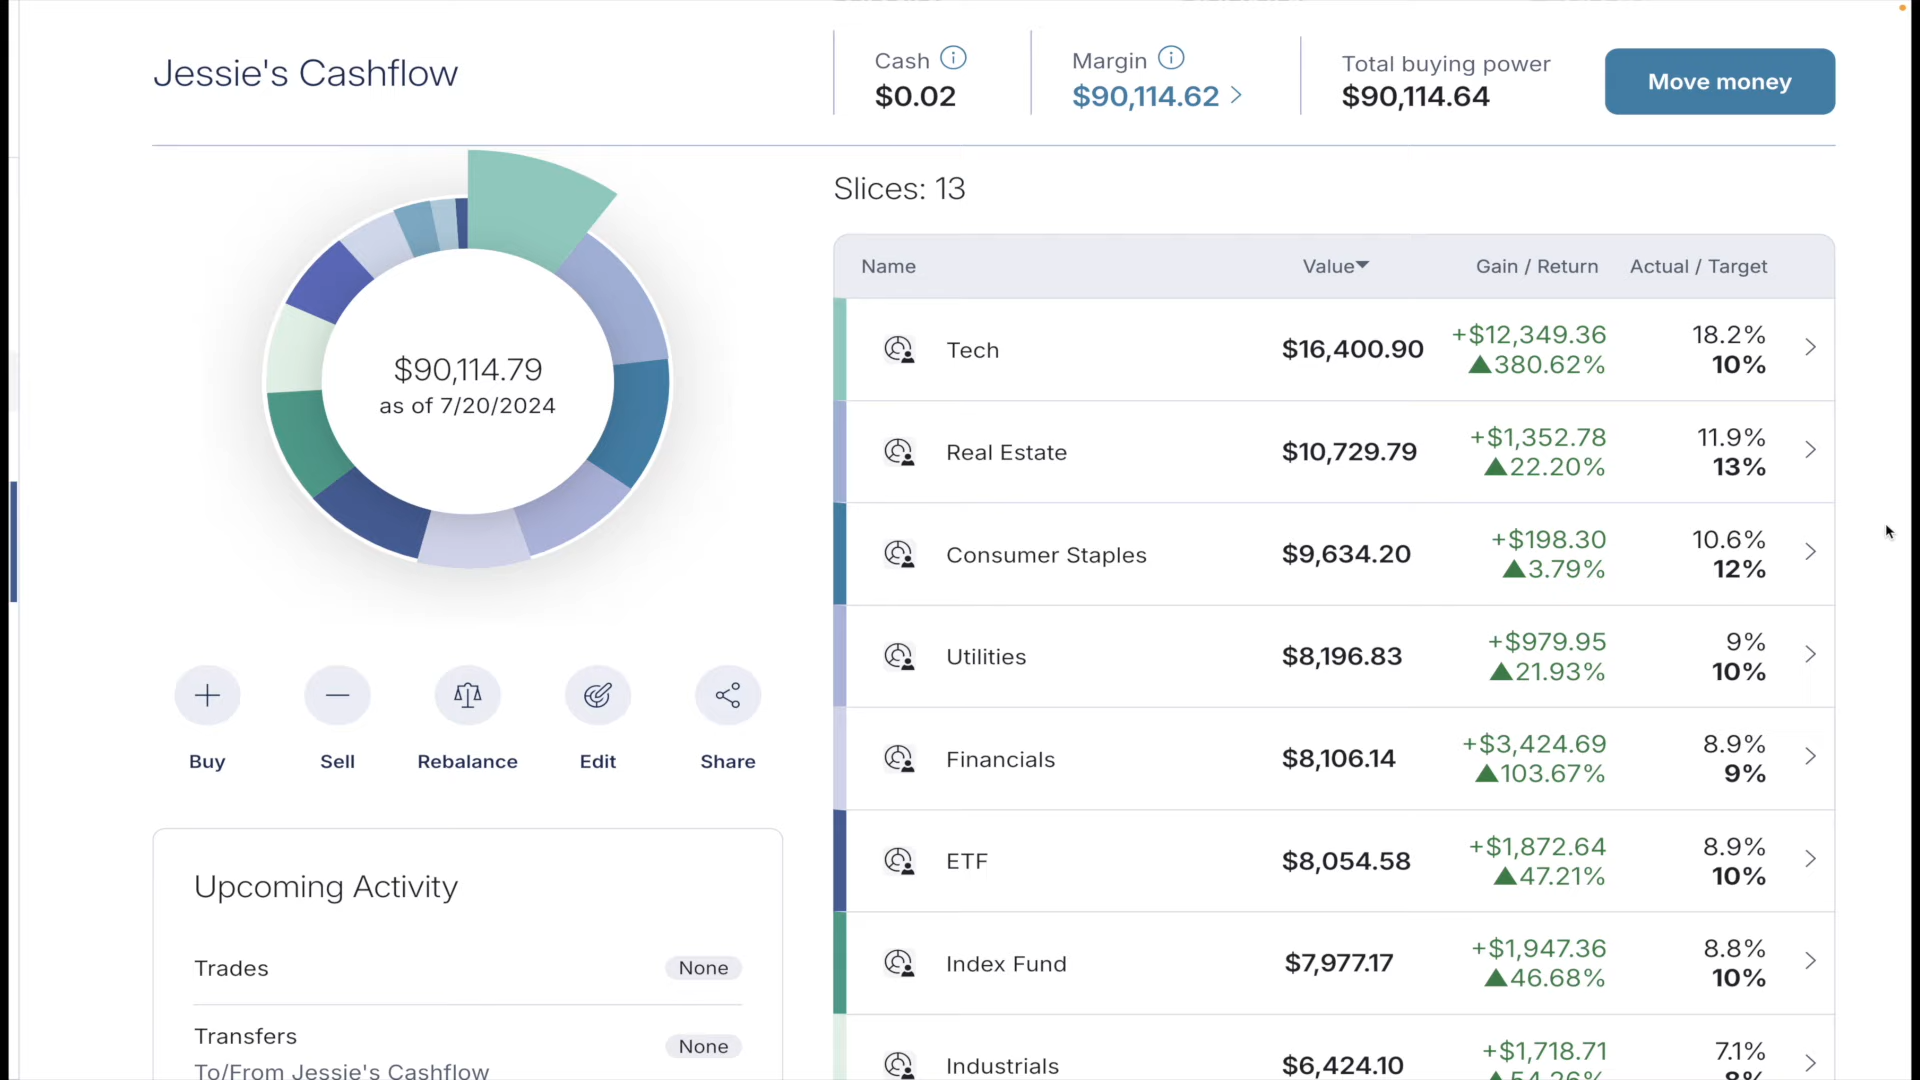 Jessie's Cashflow
Cash
$0.02
Margin
$90,114.62
Total buying power
$90,114.64
Move money
$90,114.79
as of 7/20/2024
Buy
Sell
Rebalance
Edit
Share
Upcoming Activity
Trades
None
Transfers
None
To/From Jessie's Cashflow
Slices: 13
Name Value Gain / Return Actual / Target
Tech $16,400.90 +$12,349.36 18.2%
380.62% 10%
Real Estate $10,729.79 +$1,352.78 11.9%
22.20% 13%
Consumer Staples $9,634.20 +$198.30 10.6%
3.79% 12%
Utilities $8,196.83 +$979.95 9%
21.93% 10%
Financials $8,106.14 +$3,424.69 8.9%
103.67% 9%
ETF $8,054.58 +$1,872.64 8.9%
47.21% 10%
Index Fund $7,977.17 +$1,947.36 8.8%
46.68% 10%
Industrials $6,424.10 +$1,718.71 7.1%
54.26% 8%